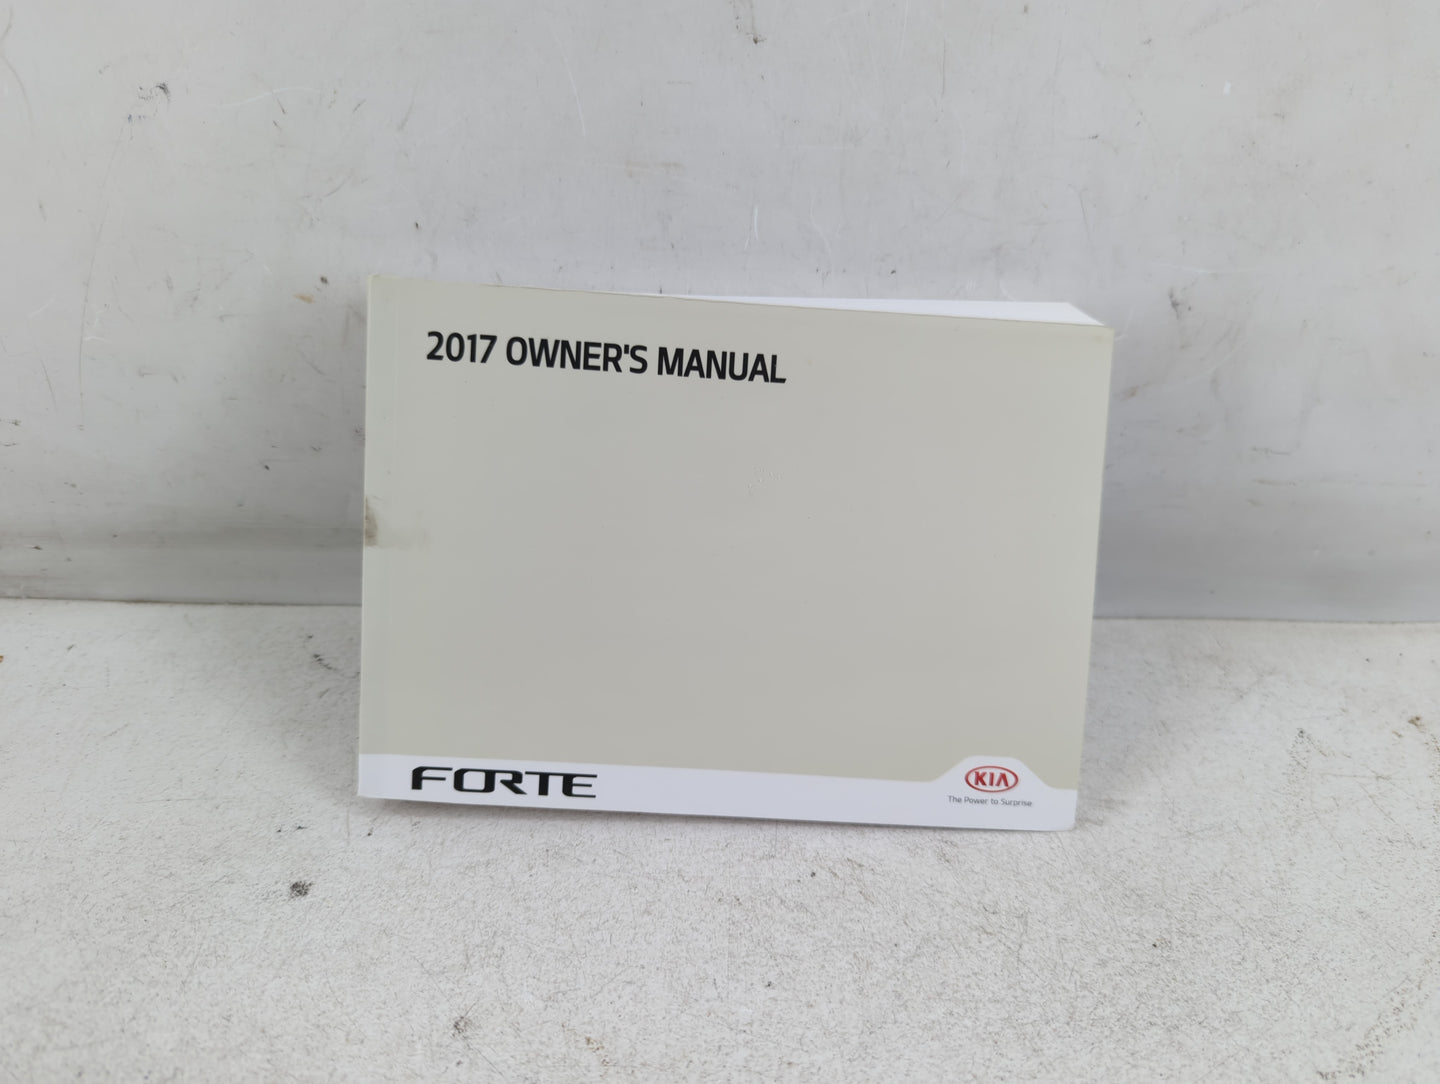 2017 OWNER'S MANUAL
FORTE
KIA
The Power to Surprise